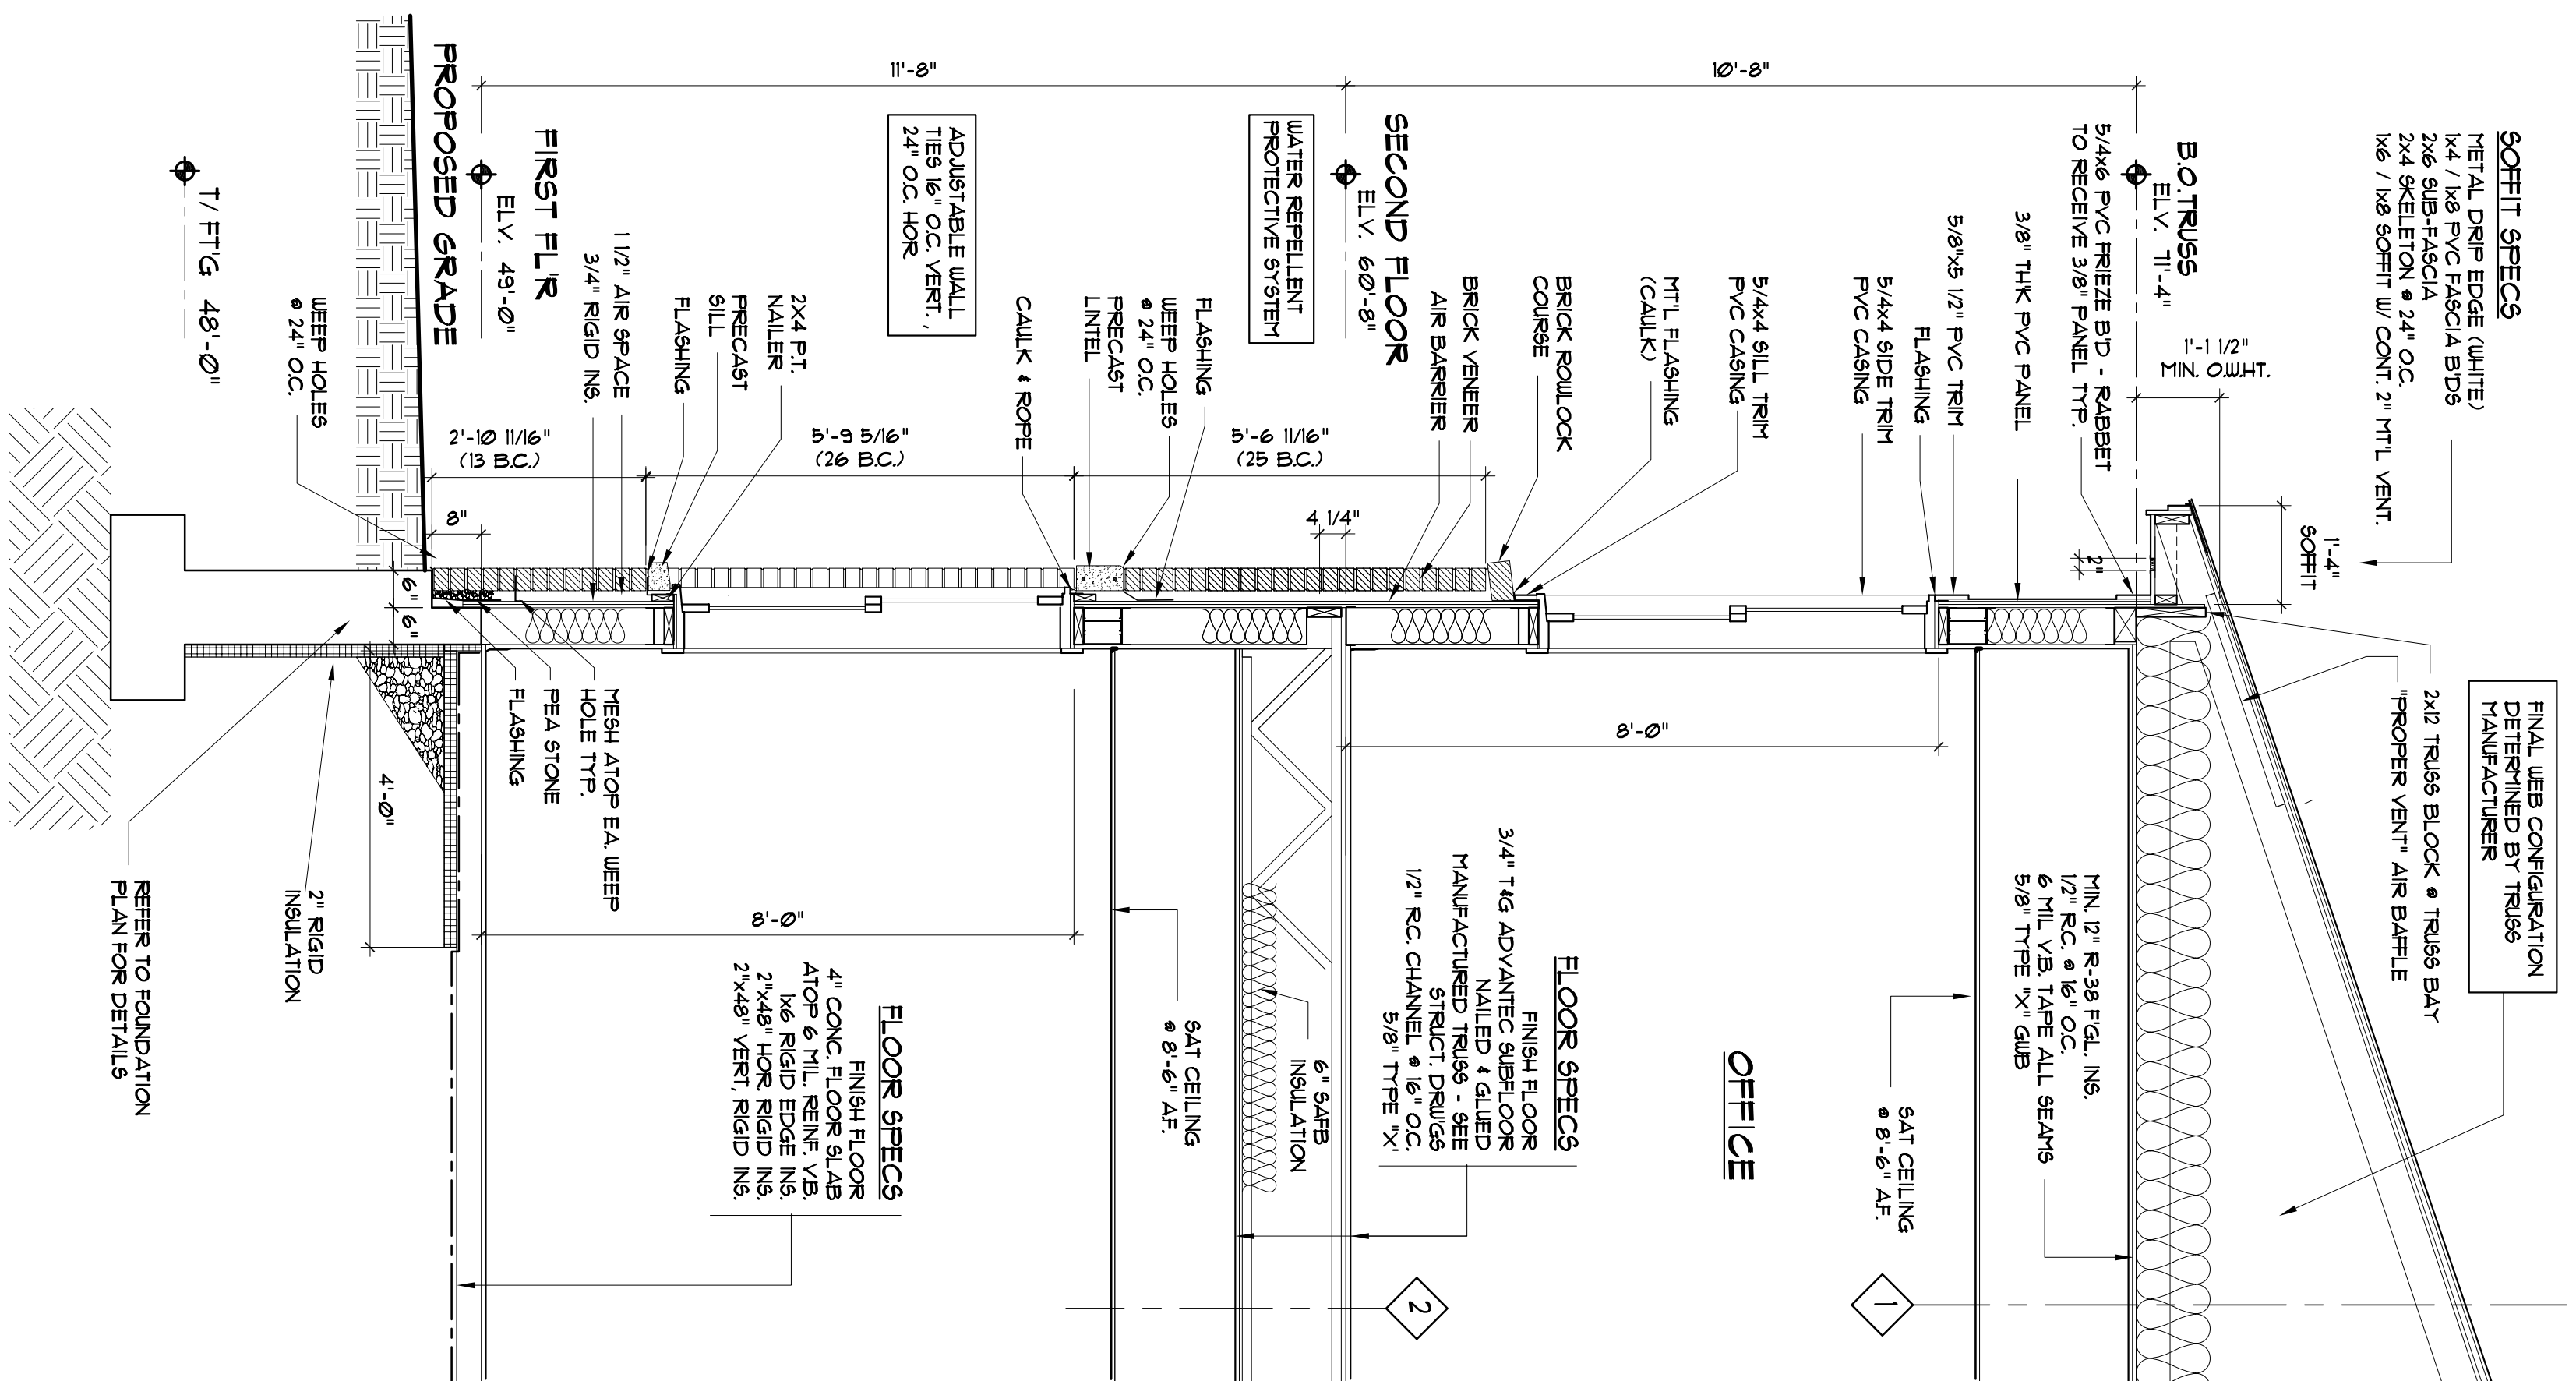 SOFFIT SPECS
METAL DRIP EDGE (WHITE)
1x4 / 1x8 PVC FASCIA B'DS
2x6 SUB-FASCIA
2x4 SKELETON @ 24" O.C.
1x6 / 1x8 SOFFIT W/ CONT. 2" MT'L VENT.
1'-4"
SOFFIT
1'-1 1/2"
MIN. O.W.HT.
2"
FINAL WEB CONFIGURATION
DETERMINED BY TRUSS
MANUFACTURER
2x12 TRUSS BLOCK @ TRUSS BAY
"PROPER VENT" AIR BAFFLE
B.O.TRUSS
ELV. 71'-4"
5/4x6 PVC FRIEZE B'D - RABBET
TO RECEIVE 3/8" PANEL TYP.
3/8" TH'K PVC PANEL
5/8"x5 1/2" PVC TRIM
FLASHING
5/4x4 SIDE TRIM
PVC CASING
5/4x4 SILL TRIM
PVC CASING
MT'L FLASHING
(CAULK)
BRICK ROWLOCK
COURSE
MIN. 12" R-38 F'GL. INS.
1/2" R.C. @ 16" O.C.
6 MIL V.B. TAPE ALL SEAMS
5/8" TYPE "X" GWB
SAT CEILING
@ 8'-6" A.F.
1
OFFICE
10'-8"
8'-0"
SECOND FLOOR
ELV. 60'-8"
BRICK VENEER
AIR BARRIER
4 1/4"
5'-6 11/16"
(25 B.C.)
WATER REPELLENT
PROTECTIVE SYSTEM
FLOOR SPECS
FINISH FLOOR
3/4" T&G ADVANTEC SUBFLOOR
NAILED & GLUED
MANUFACTURED TRUSS - SEE
STRUCT. DRW'GS
1/2" R.C. CHANNEL @ 16" O.C.
5/8" TYPE "X"
2
6" SAFB
INSULATION
SAT CEILING
@ 8'-6" A.F.
FLASHING
WEEP HOLES
@ 24" O.C.
PRECAST
LINTEL
CAULK & ROPE
11'-8"
ADJUSTABLE WALL
TIES 16" O.C. VERT. ,
24" O.C. HOR.
5'-9 5/16"
(26 B.C.)
8'-0"
2X4 P.T.
NAILER
PRECAST
SILL
FLASHING
1 1/2" AIR SPACE
3/4" RIGID INS.
FLOOR SPECS
FINISH FLOOR
4" CONC. FLOOR SLAB
ATOP 6 MIL. REINF. V.B.
1x6 RIGID EDGE INS.
2"x48" HOR. RIGID INS.
2"x48" VERT. RIGID INS.
MESH ATOP EA. WEEP
HOLE TYP.
PEA STONE
FLASHING
FIRST FL'R
ELV. 49'-0"
2'-10 11/16"
(13 B.C.)
8"
6"
6"
PROPOSED GRADE
4'-0"
WEEP HOLES
@ 24" O.C.
2" RIGID
INSULATION
T/ FT'G 48'-0"
REFER TO FOUNDATION
PLAN FOR DETAILS